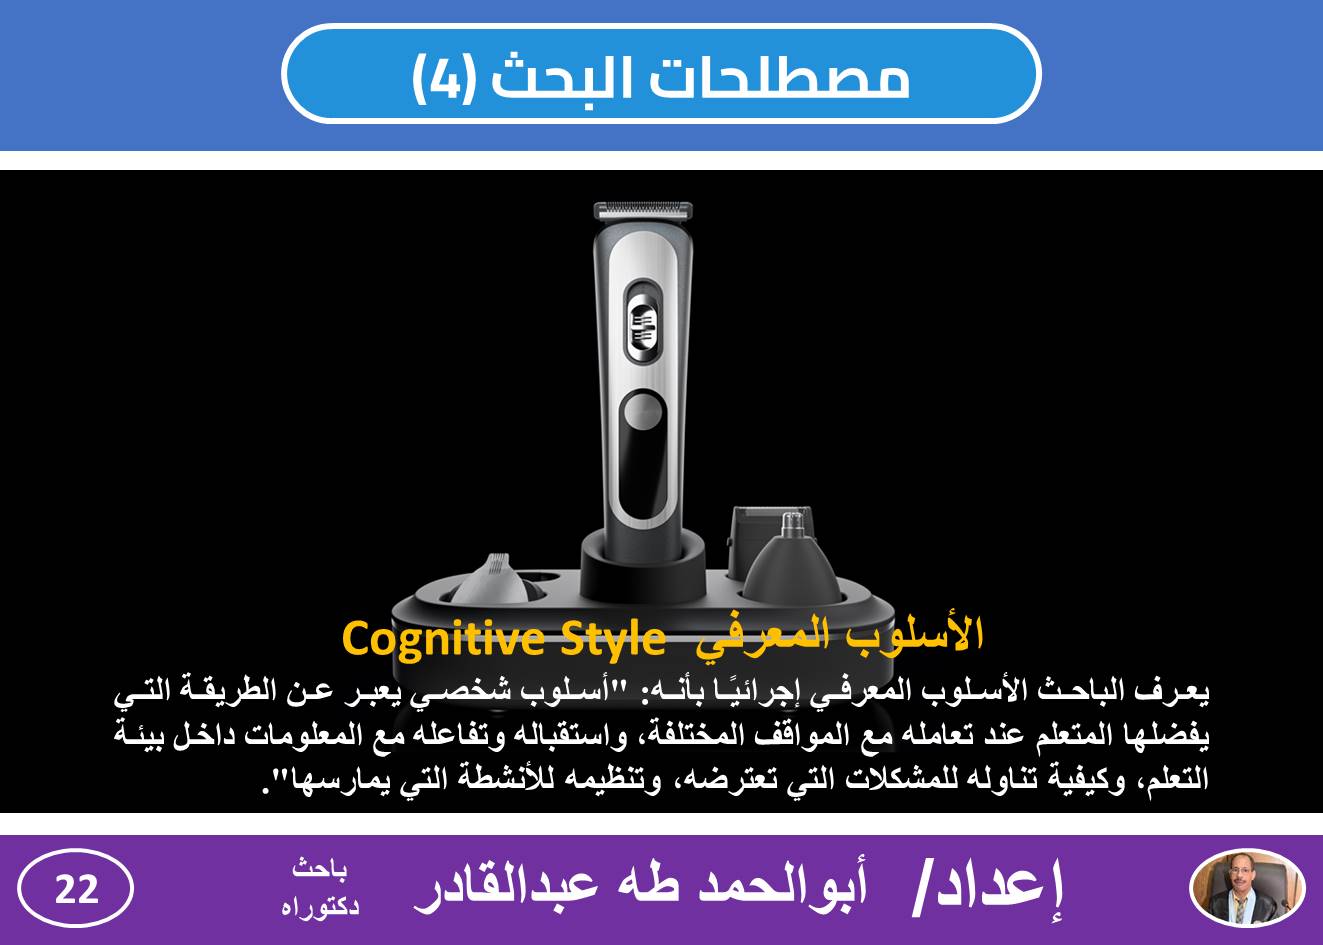 مصطلحات البحث (4)
الأسلوب المعرفي Cognitive Style
يعرف الباحث الأسلوب المعرفي إجرائيًا بأنه: "أسلوب شخصي يعبر عن الطريقة التي
يفضلها المتعلم عند تعامله مع المواقف المختلفة، واستقباله وتفاعله مع المعلومات داخل بيئة
التعلم، وكيفية تناوله للمشكلات التي تعترضه، وتنظيمه للأنشطة التي يمارسها".
إعداد/ أبوالحمد طه عبدالقادر
باحث
دكتوراه
22